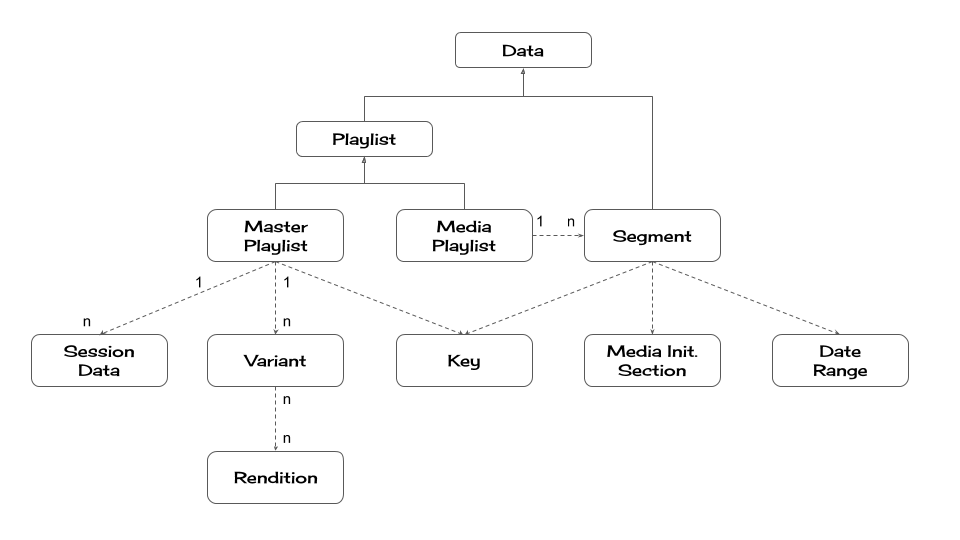 Data
Playlist
Master
Playlist
Media
Playlist
1 n
Segment
1
1
n
n
Session
Data
Variant
Key
Media Init.
Section
Date
Range
n
n
Rendition